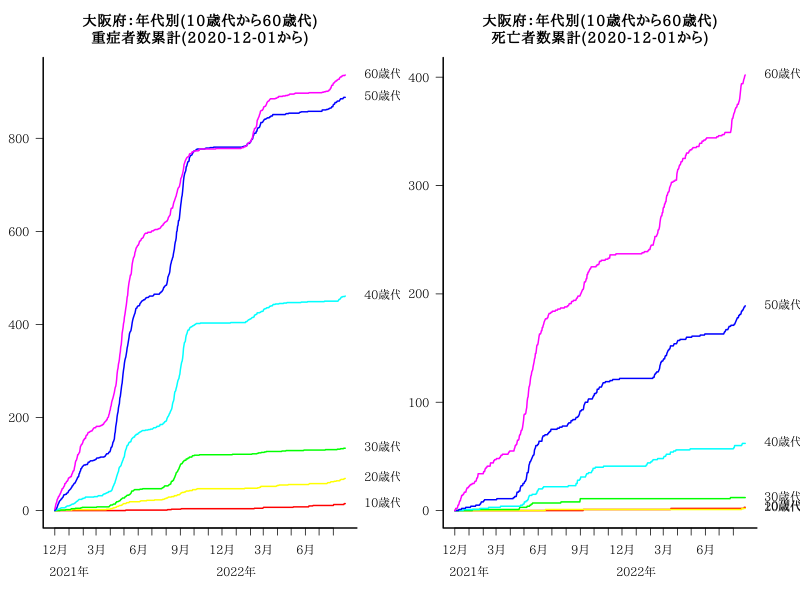 大阪府：年代別(10歳代から60歳代)
重症者数累計(2020-12-01から)
60歳代
50歳代
40歳代
30歳代
20歳代
10歳代
800
600
400
200
0
12月 3月 6月 9月 12月 3月 6月
2021年 2022年
大阪府：年代別(10歳代から60歳代)
死亡者数累計(2020-12-01から)
60歳代
50歳代
40歳代
30歳代
400
300
200
100
0
12月 3月 6月 9月 12月 3月 6月
2021年 2022年